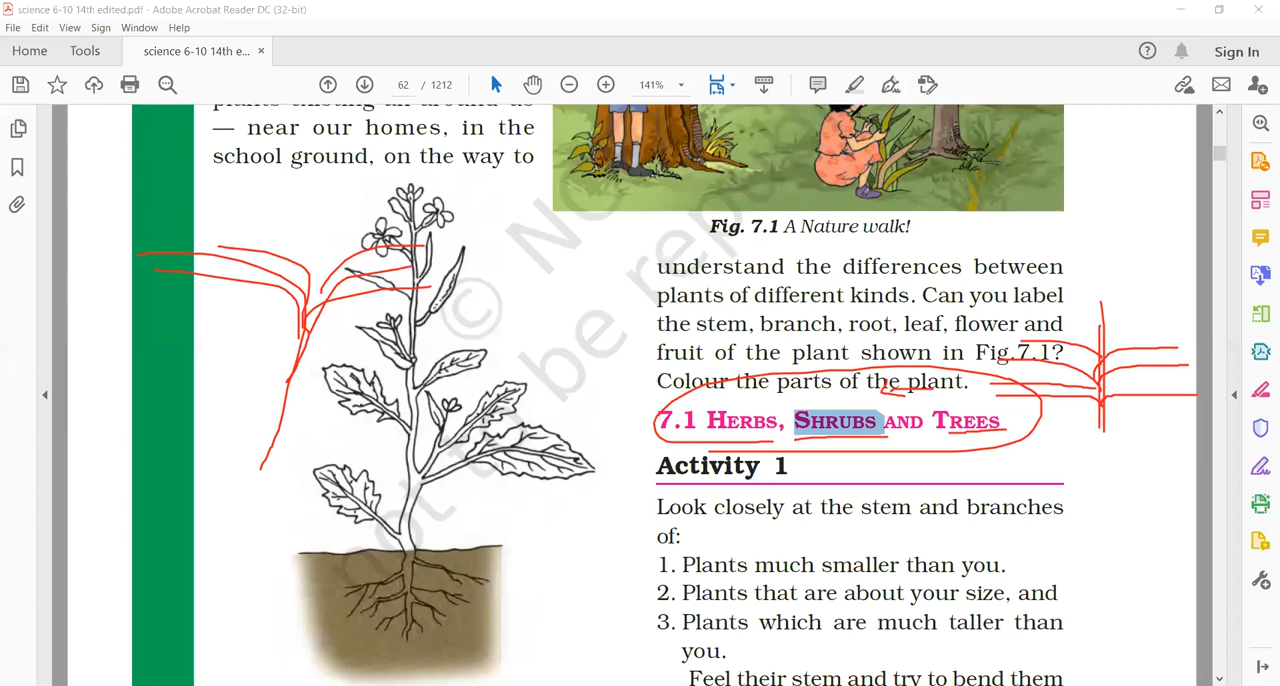 science 6-10 14th edited.pdf - Adobe Acrobat Reader DC (32-bit)
File Edit View Sign Window Help
Home Tools science 6-10 14th e... × Sign In
62 / 1212 141%
— near our homes, in the
school ground, on the way to
Fig. 7.1 A Nature walk!
understand the differences between
plants of different kinds. Can you label
the stem, branch, root, leaf, flower and
fruit of the plant shown in Fig.7.1?
Colour the parts of the plant.
7.1 HERBS, SHRUBS AND TREES
Activity 1
Look closely at the stem and branches
of:
1. Plants much smaller than you.
2. Plants that are about your size, and
3. Plants which are much taller than
you.
Feel their stem and try to bend them